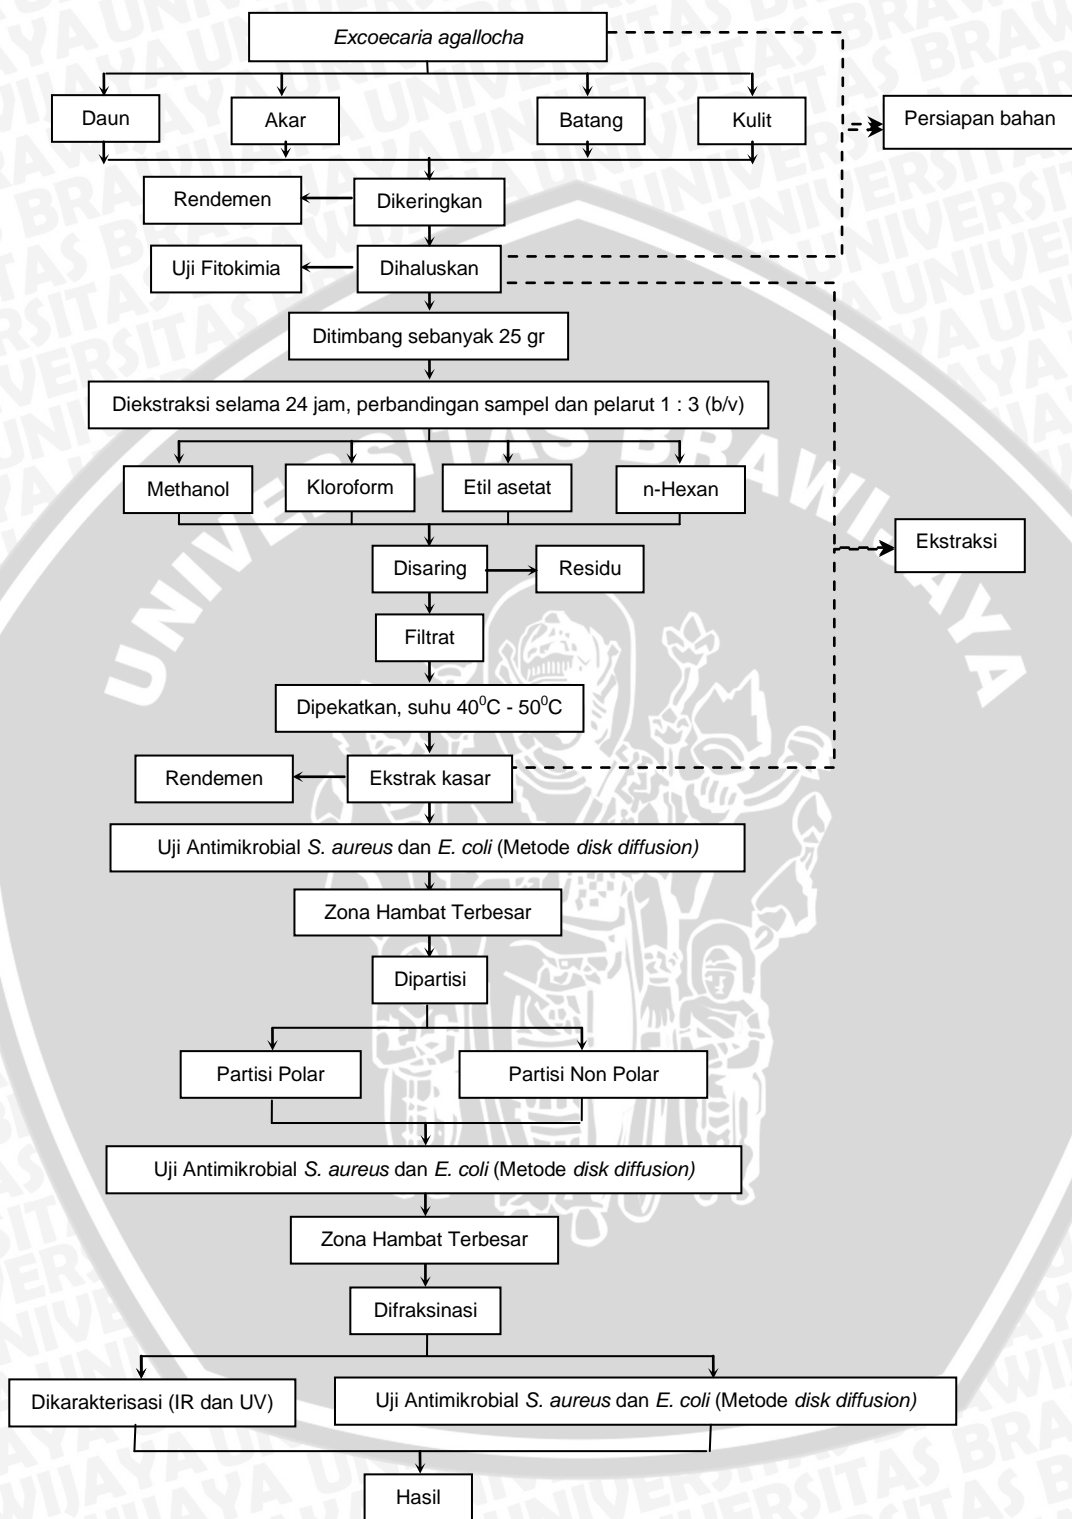 Excoecaria agallocha
Daun
Akar
Batang
Kulit
Persiapan bahan
Rendemen
Dikeringkan
Uji Fitokimia
Dihaluskan
Ditimbang sebanyak 25 gr
Diekstraksi selama 24 jam, perbandingan sampel dan pelarut 1 : 3 (b/v)
UNIVERSITAS BRAWIJAYA
Methanol
Kloroform
Etil asetat
n-Hexan
Ekstraksi
Disaring
Residu
Filtrat
Dipekatkan, suhu 40⁰C - 50⁰C
Rendemen
Ekstrak kasar
Uji Antimikrobial S. aureus dan E. coli (Metode disk diffusion)
Zona Hambat Terbesar
Dipartisi
Partisi Polar
Partisi Non Polar
Uji Antimikrobial S. aureus dan E. coli (Metode disk diffusion)
Zona Hambat Terbesar
Difraksinasi
Dikarakterisasi (IR dan UV)
Uji Antimikrobial S. aureus dan E. coli (Metode disk diffusion)
Hasil